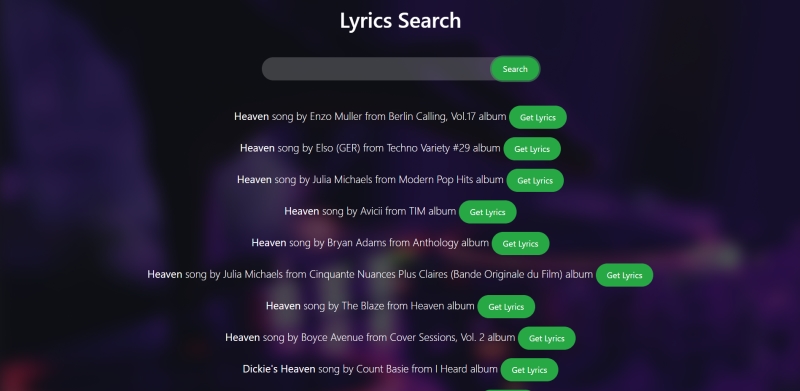 Lyrics Search
Search
Heaven song by Enzo Muller from Berlin Calling, Vol.17 album Get Lyrics
Heaven song by Elso (GER) from Techno Variety #29 album Get Lyrics
Heaven song by Julia Michaels from Modern Pop Hits album Get Lyrics
Heaven song by Avicii from TIM album Get Lyrics
Heaven song by Bryan Adams from Anthology album Get Lyrics
Heaven song by Julia Michaels from Cinquante Nuances Plus Claires (Bande Originale du Film) album Get Lyrics
Heaven song by The Blaze from Heaven album Get Lyrics
Heaven song by Boyce Avenue from Cover Sessions, Vol. 2 album Get Lyrics
Dickie's Heaven song by Count Basie from I Heard album Get Lyrics